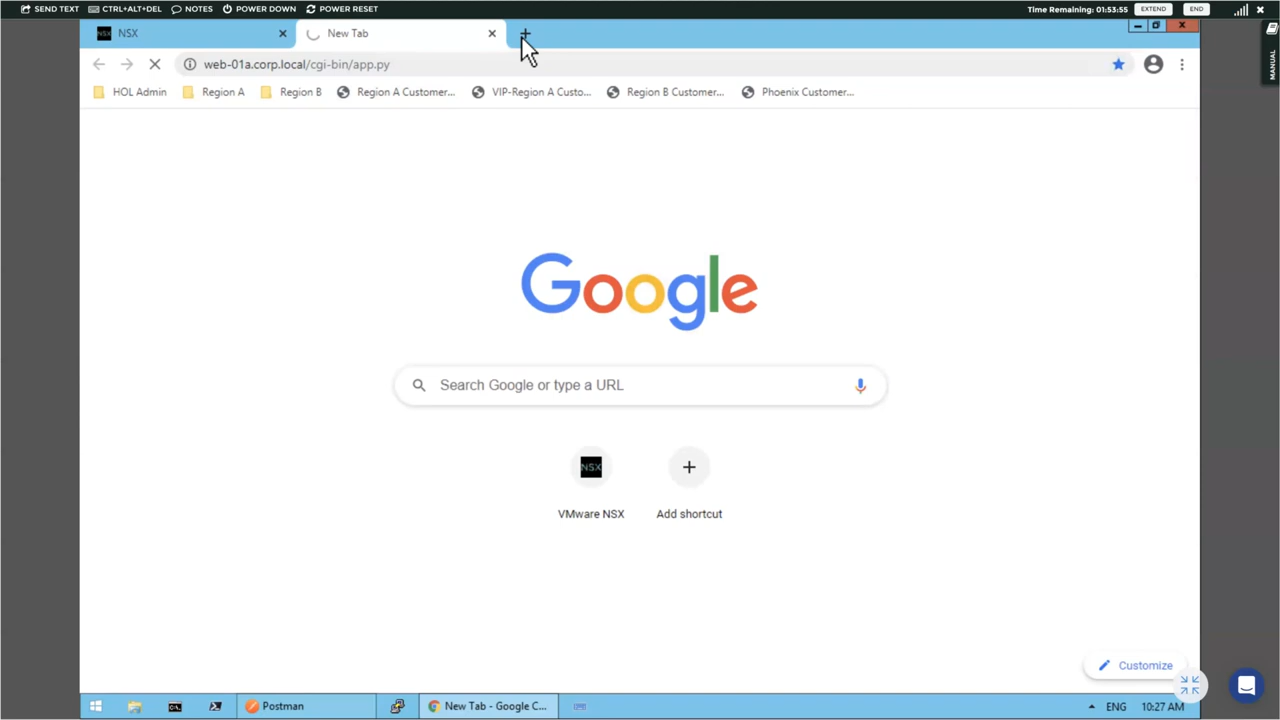 SEND TEXT CTRL+ALT+DEL NOTES POWER DOWN POWER RESET Time Remaining: 01:53:55 EXTEND END
MANUAL
NSX New Tab
web-01a.corp.local/cgi-bin/app.py
HOL Admin Region A Region B Region A Customer... VIP-Region A Custo... Region B Customer... Phoenix Customer...
Google
Search Google or type a URL
NSX
VMware NSX Add shortcut
Customize
Postman New Tab - Google C... ENG 10:27 AM